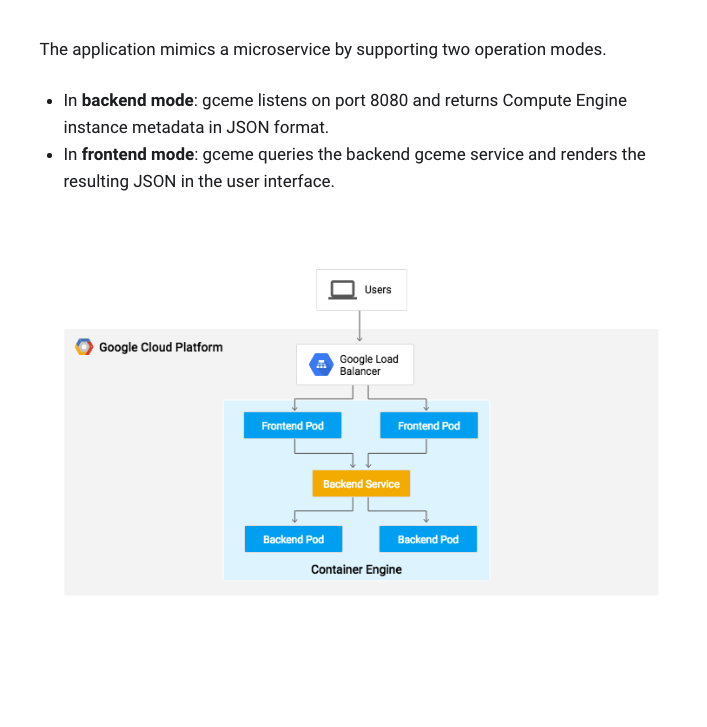 The application mimics a microservice by supporting two operation modes.
In backend mode: gceme listens on port 8080 and returns Compute Engine
instance metadata in JSON format.
In frontend mode: gceme queries the backend gceme service and renders the
resulting JSON in the user interface.
Users
Google Cloud Platform
Google Load
Balancer
Frontend Pod
Frontend Pod
Backend Service
Backend Pod
Backend Pod
Container Engine